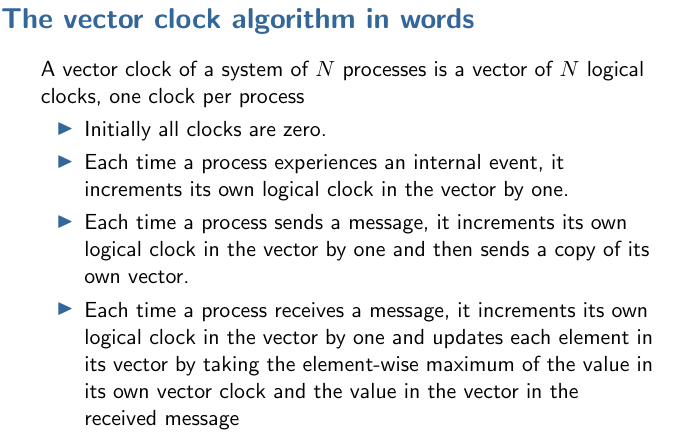 The vector clock algorithm in words
A vector clock of a system of N processes is a vector of N logical
clocks, one clock per process
▶ Initially all clocks are zero.
▶ Each time a process experiences an internal event, it
increments its own logical clock in the vector by one.
▶ Each time a process sends a message, it increments its own
logical clock in the vector by one and then sends a copy of its
own vector.
▶ Each time a process receives a message, it increments its own
logical clock in the vector by one and updates each element in
its vector by taking the element-wise maximum of the value in
its own vector clock and the value in the vector in the
received message